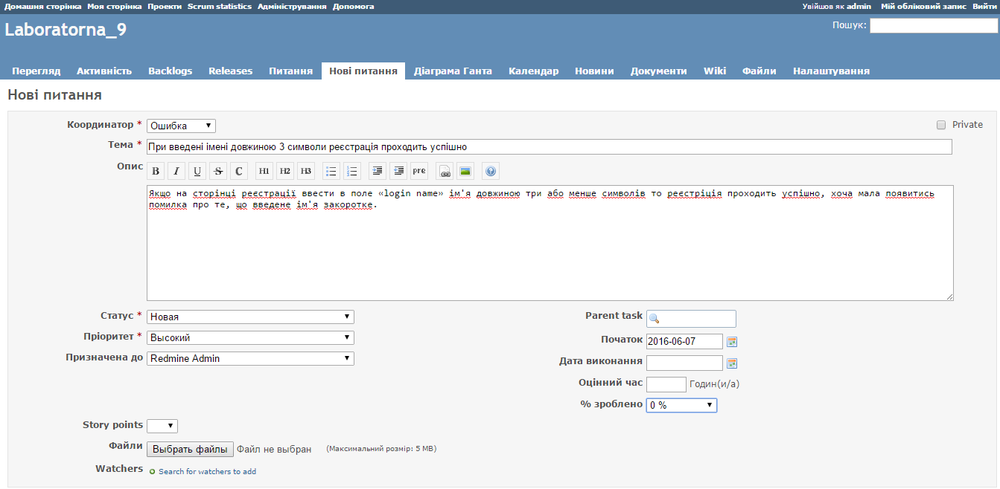 Домашня сторінка Моя сторінка Проекти Scrum statistics Адміністрування Допомога Увійшов як admin Мій обліковий запис Вийти
Laboratorna_9 Пошук:
Перегляд Активність Backlogs Releases Питання Нові питання Діаграма Ганта Календар Новини Документи Wiki Файли Налаштування
Нові питання
Координатор * Ошибка Private
Тема * При введені імені довжиною 3 символи реєстрація проходить успішно
Опис B I U S C H1 H2 H3 pre
Якщо на сторінці реєстрації ввести в поле «login name» ім'я довжиною три або менше символів то реєстріція проходить успішно, хоча мала появитись
помилка про те, що введене ім'я закоротке.
Статус * Новая Parent task
Пріоритет * Высокий Початок 2016-06-07
Призначена до Redmine Admin Дата виконання
Оцінний час Годин(и/а)
% зроблено 0 %
Story points
Файли Выбрать файлы Файл не выбран (Максимальний розмір: 5 MB)
Watchers Search for watchers to add